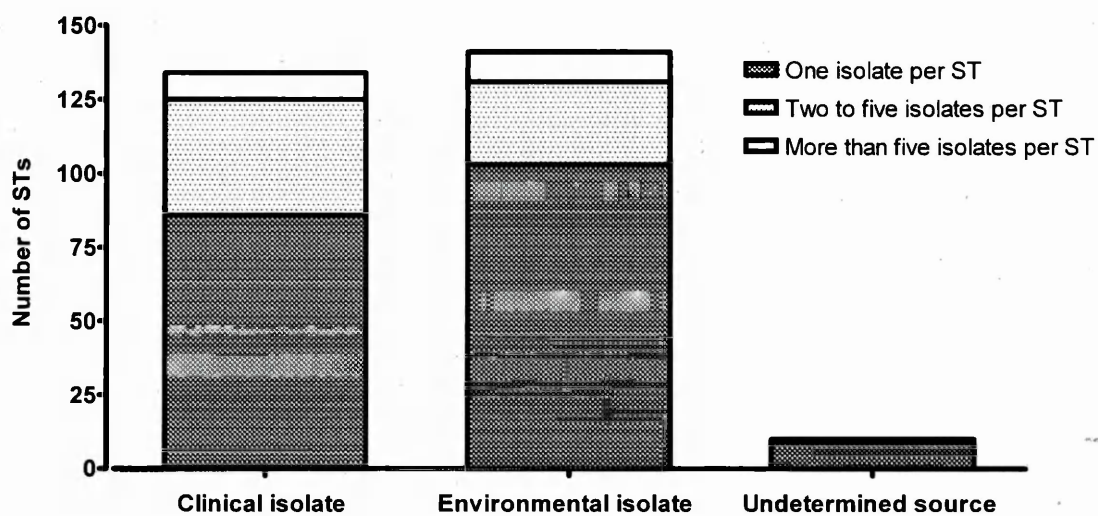 150
125
100
75
50
25
0
Number of STs
One isolate per ST
Two to five isolates per ST
More than five isolates per ST
Clinical isolate Environmental isolate Undetermined source